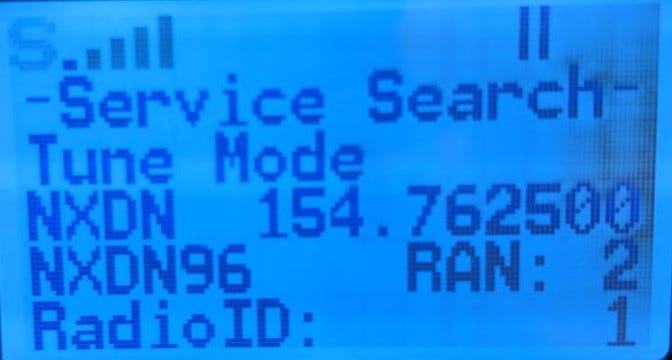 S.
-Service Search-
Tune Mode
NXDN 154.762500
NXDN96 RAN: 2
RadioID: 1